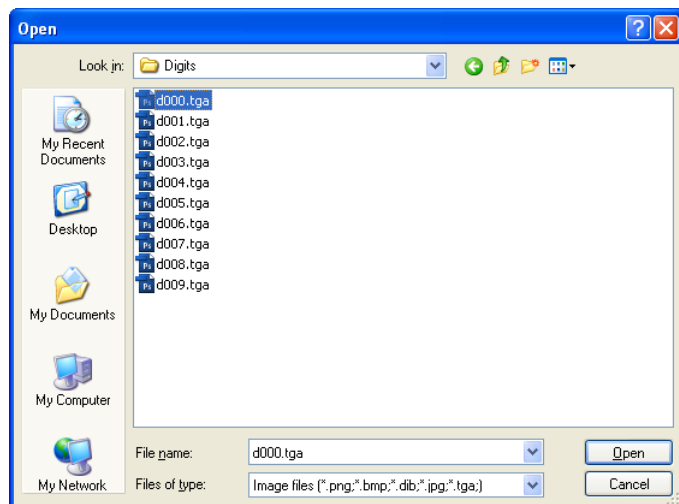 Open
Look in:
Digits
d000.tga
d001.tga
d002.tga
d003.tga
d004.tga
d005.tga
d006.tga
d007.tga
d008.tga
d009.tga
My Recent
Documents
Desktop
My Documents
My Computer
My Network
File name:
d000.tga
Open
Files of type:
Image files (*.png;*.bmp;*.dib;*.jpg;*.tga;)
Cancel